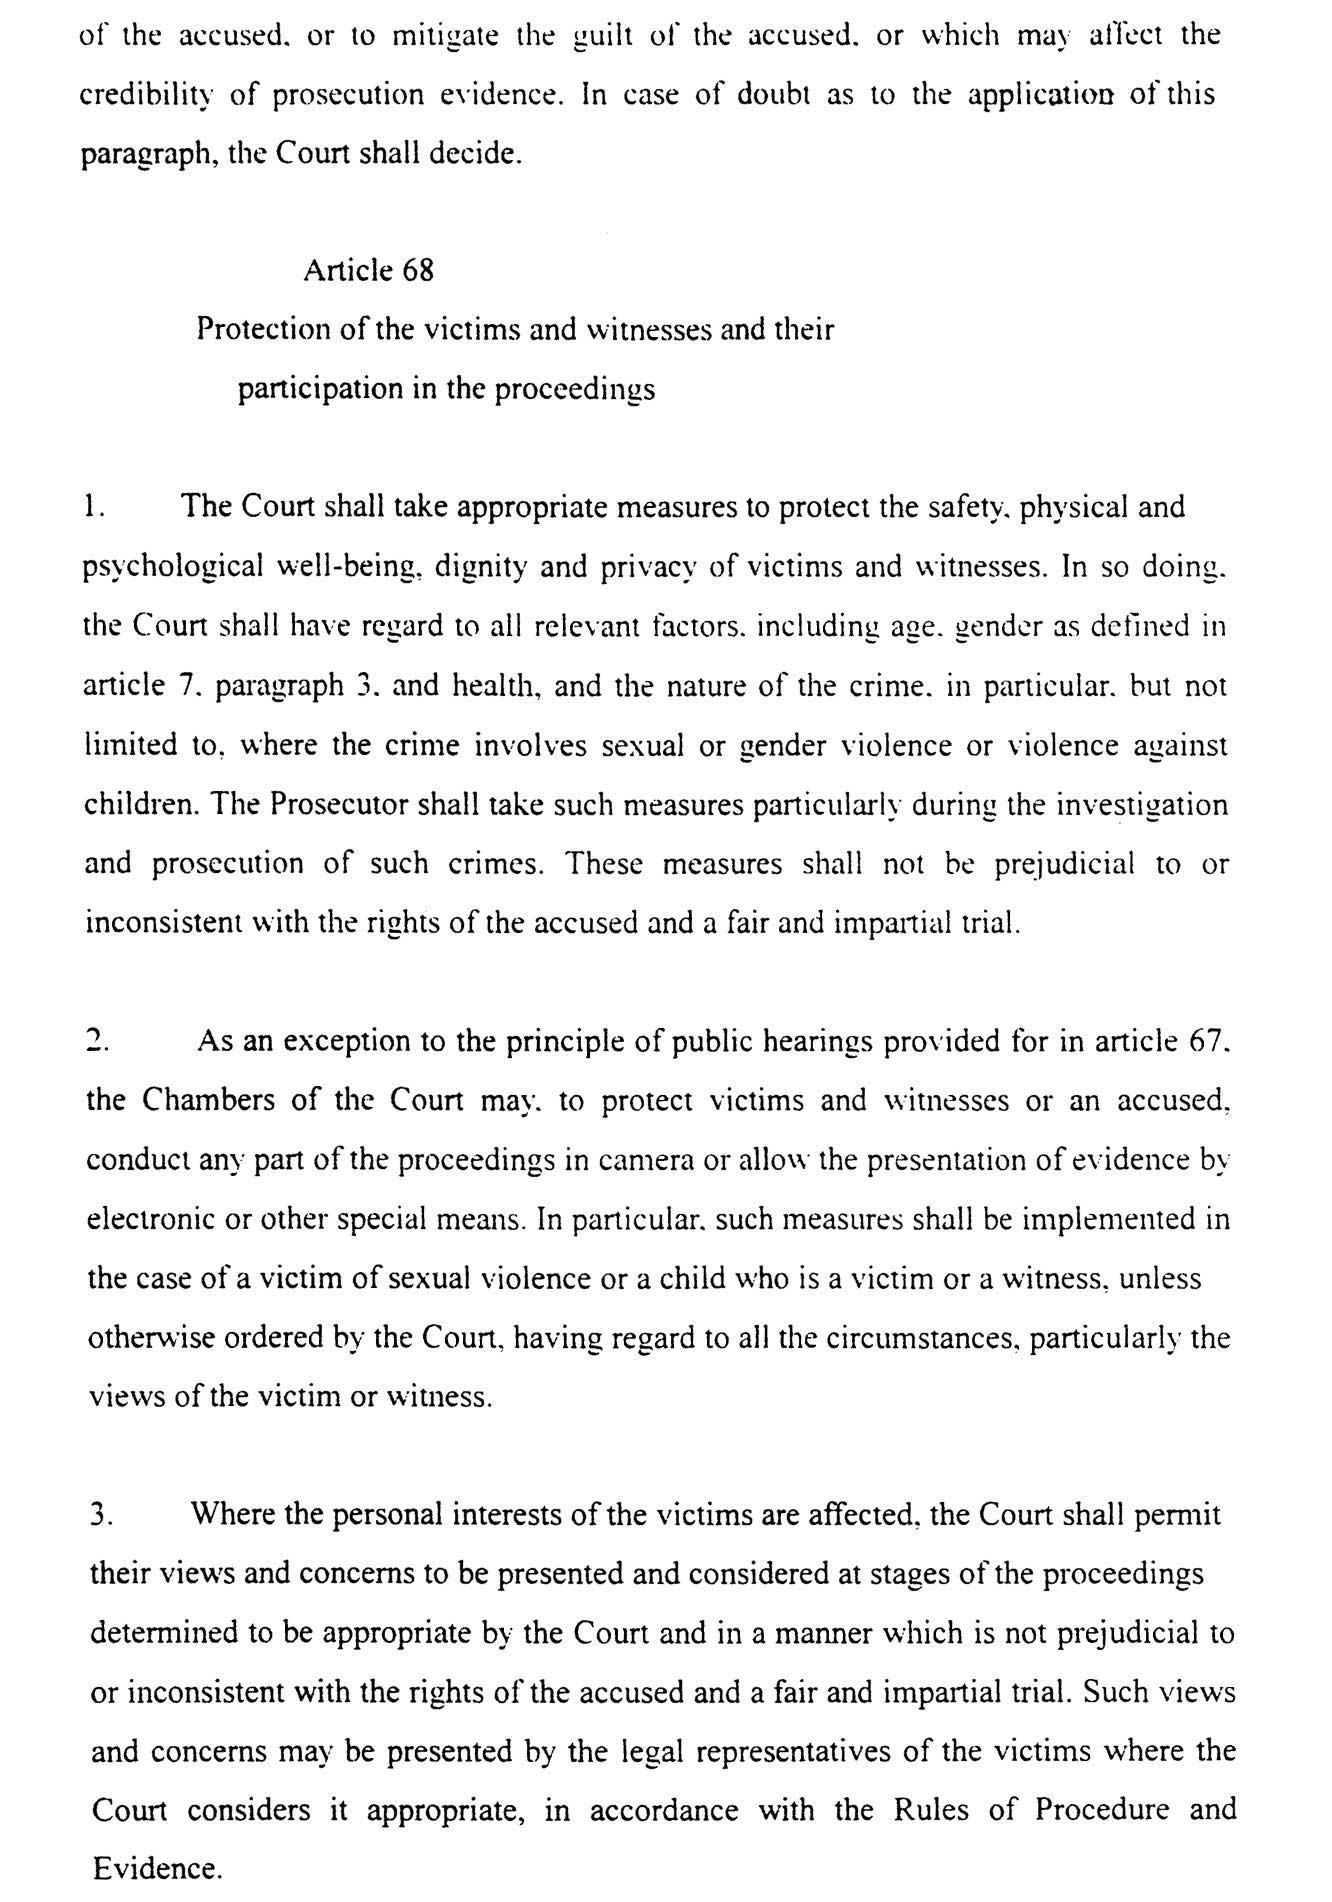 of the accused, or to mitigate the guilt of the accused, or which may affect the
credibility of prosecution evidence. In case of doubt as to the application of this
paragraph, the Court shall decide.
Article 68
Protection of the victims and witnesses and their
participation in the proceedings
1. The Court shall take appropriate measures to protect the safety, physical and
psychological well-being, dignity and privacy of victims and witnesses. In so doing,
the Court shall have regard to all relevant factors, including age, gender as defined in
article 7, paragraph 3, and health, and the nature of the crime, in particular, but not
limited to, where the crime involves sexual or gender violence or violence against
children. The Prosecutor shall take such measures particularly during the investigation
and prosecution of such crimes. These measures shall not be prejudicial to or
inconsistent with the rights of the accused and a fair and impartial trial.
2. As an exception to the principle of public hearings provided for in article 67,
the Chambers of the Court may, to protect victims and witnesses or an accused,
conduct any part of the proceedings in camera or allow the presentation of evidence by
electronic or other special means. In particular, such measures shall be implemented in
the case of a victim of sexual violence or a child who is a victim or a witness, unless
otherwise ordered by the Court, having regard to all the circumstances, particularly the
views of the victim or witness.
3. Where the personal interests of the victims are affected, the Court shall permit
their views and concerns to be presented and considered at stages of the proceedings
determined to be appropriate by the Court and in a manner which is not prejudicial to
or inconsistent with the rights of the accused and a fair and impartial trial. Such views
and concerns may be presented by the legal representatives of the victims where the
Court considers it appropriate, in accordance with the Rules of Procedure and
Evidence.